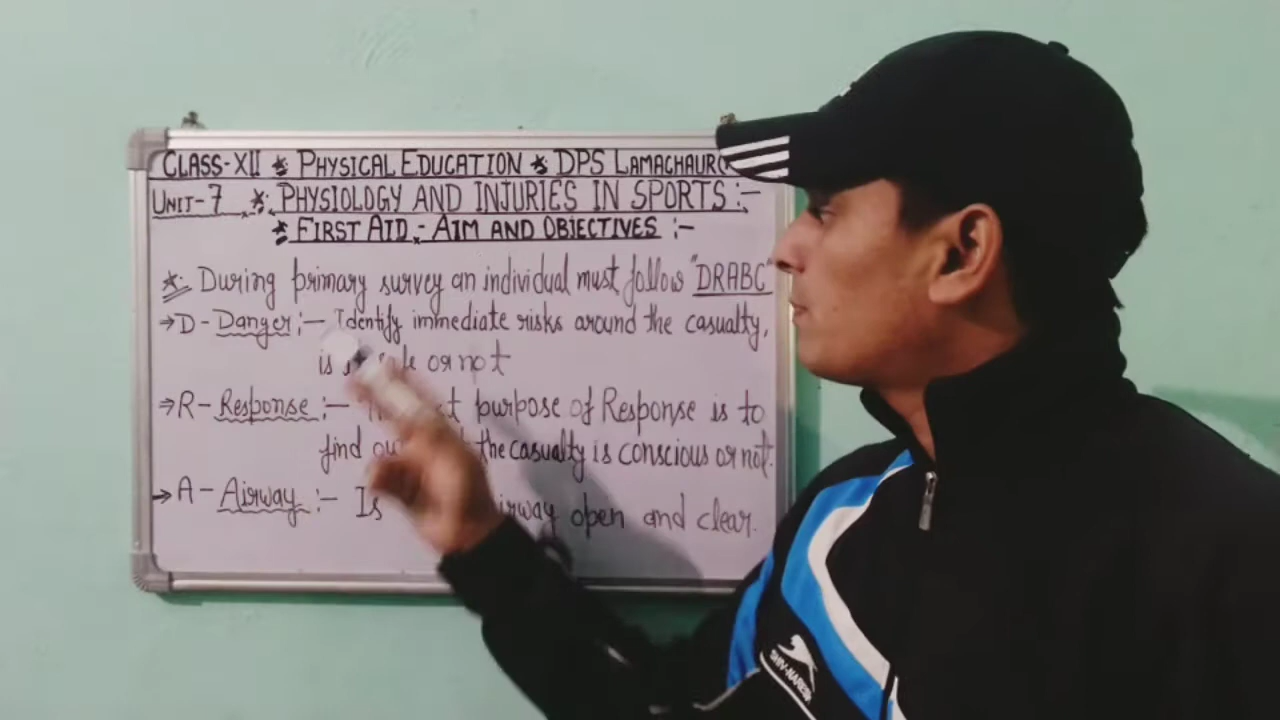 CLASS-XII * PHYSICAL EDUCATION * DPS LAMACHAUR
UNIT-7 * PHYSIOLOGY AND INJURIES IN SPORTS :-
* FIRST AID - AIM AND OBJECTIVES :-
* During primary survey an individual must follow "DRABC"
→ D - Danger :- Identify immediate risks around the casualty,
is or not
→ R - Response :- purpose of Response is to
find the casualty is conscious or not.
→ A - Airway :- Is open and clear.
SHIV-NARESH